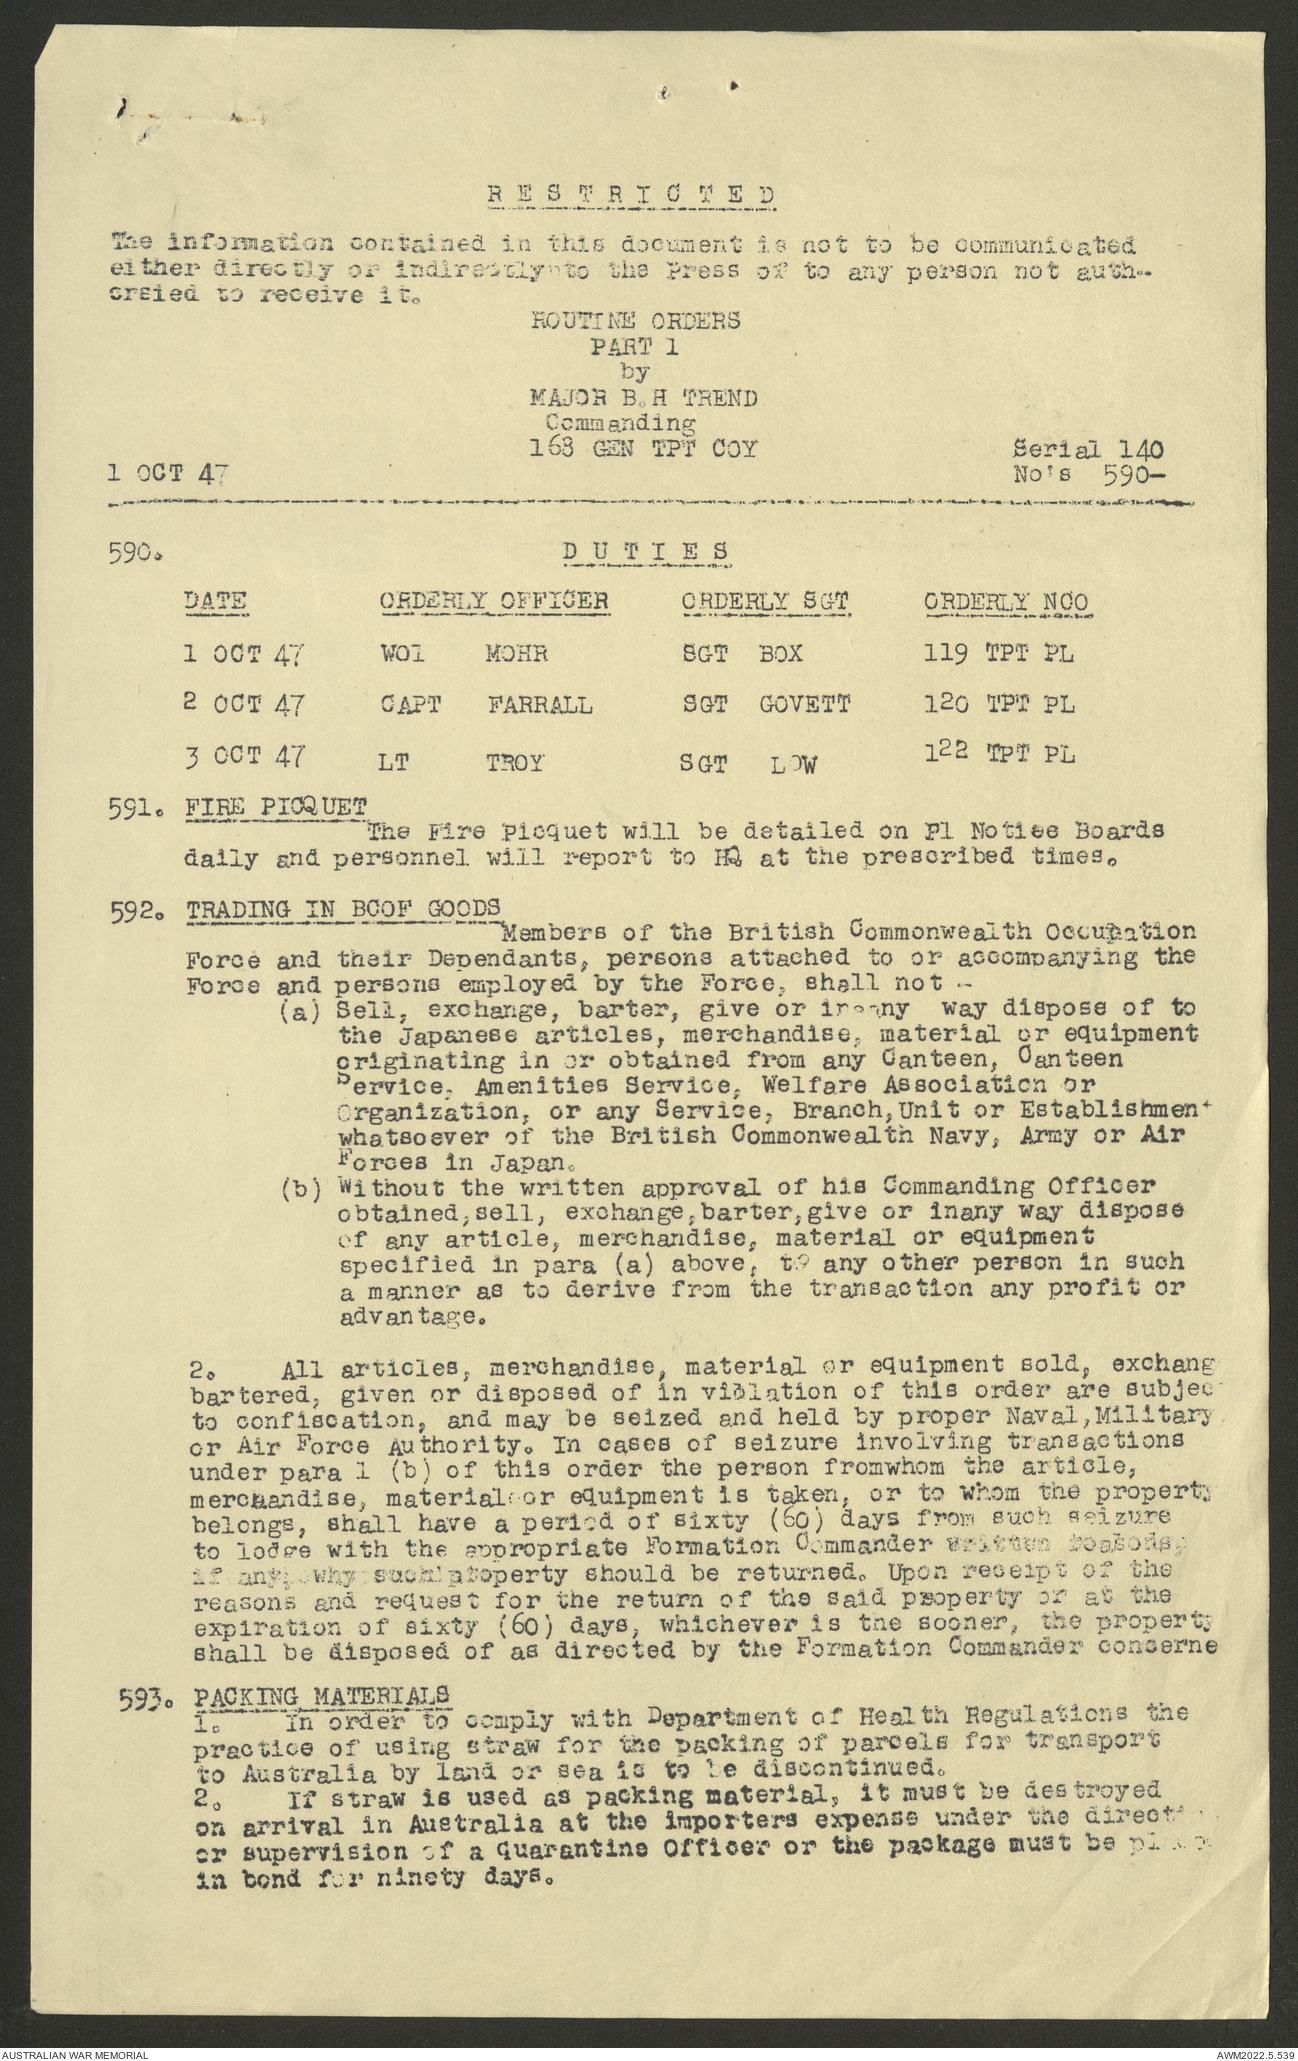 R E S T R I C T E D
The information contained in this document is not to be communicated
either directly or indirectly to the Press of to any person not auth--
orsied to receive it.
ROUTINE ORDERS
PART 1
by
MAJOR B.H TREND
Commanding
168 GEN TPT COY
Serial 140
1 OCT 47
No's 590-
590. D U T I E S
DATE ORDERLY OFFICER ORDERLY SGT ORDERLY NCO
1 OCT 47 WO1 MOHR SGT BOX 119 TPT PL
2 OCT 47 CAPT FARRALL SGT GOVETT 120 TPT PL
3 OCT 47 LT TROY SGT LOW 122 TPT PL
591. FIRE PICQUET
The Fire Picquet will be detailed on Pl Notice Boards
daily and personnel will report to HQ at the prescribed times.
592. TRADING IN BCOF GOODS
Members of the British Commonwealth Occupation
Force and their Dependants, persons attached to or accompanying the
Force and persons employed by the Force, shall not -
(a) Sell, exchange, barter, give or in any way dispose of to
the Japanese articles, merchandise, material or equipment
originating in or obtained from any Canteen, Canteen
Service, Amenities Service, Welfare Association or
Organization, or any Service, Branch,Unit or Establishment
whatsoever of the British Commonwealth Navy, Army or Air
Forces in Japan.
(b) Without the written approval of his Commanding Officer
obtained,sell, exchange,barter,give or inany way dispose
of any article, merchandise, material or equipment
specified in para (a) above, to any other person in such
a manner as to derive from the transaction any profit or
advantage.
2. All articles, merchandise, material or equipment sold, exchang
bartered, given or disposed of in violation of this order are subjec
to confiscation, and may be seized and held by proper Naval,Military,
or Air Force Authority. In cases of seizure involving transactions
under para 1 (b) of this order the person fromwhom the article,
merchandise, material or equipment is taken, or to whom the property
belongs, shall have a period of sixty (60) days from such seizure
to lodge with the appropriate Formation Commander written reasons,
if any, why such property should be returned. Upon receipt of the
reasons and request for the return of the said property or at the
expiration of sixty (60) days, whichever is the sooner, the property
shall be disposed of as directed by the Formation Commander concerne
593. PACKING MATERIALS
1. In order to comply with Department of Health Regulations the
practice of using straw for the packing of parcels for transport
to Australia by land or sea is to be discontinued.
2. If straw is used as packing material, it must be destroyed
on arrival in Australia at the importers expense under the directi
or supervision of a Quarantine Officer or the package must be
in bond for ninety days.
AUSTRALIAN WAR MEMORIAL
AWM2022.5.539